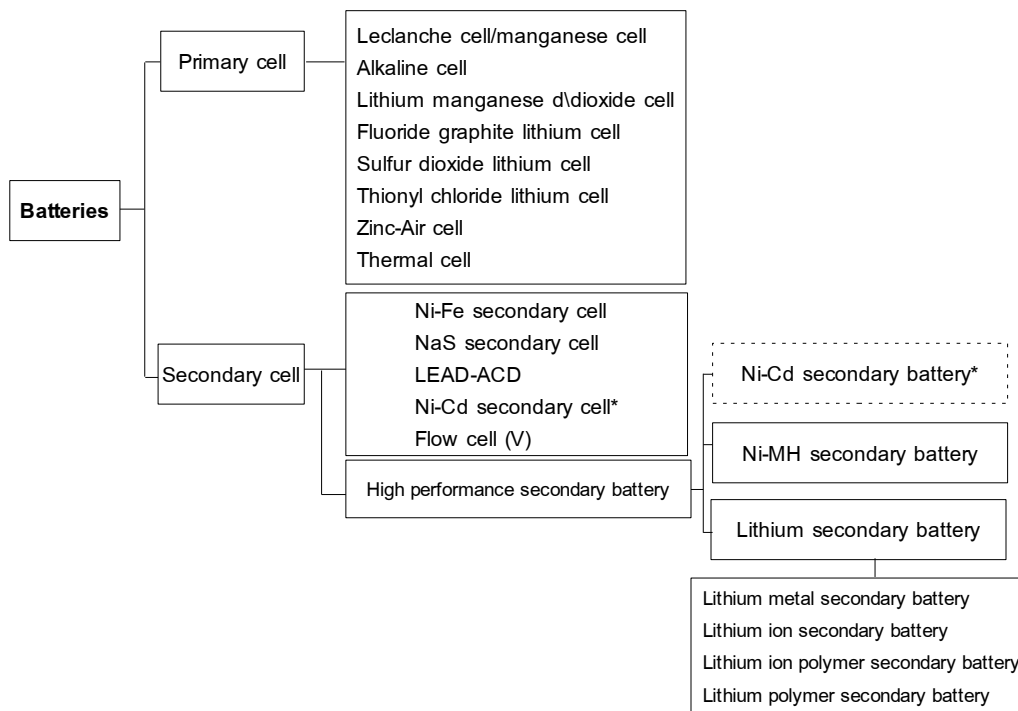 Batteries
Primary cell
Leclanche cell/manganese cell
Alkaline cell
Lithium manganese d\dioxide cell
Fluoride graphite lithium cell
Sulfur dioxide lithium cell
Thionyl chloride lithium cell
Zinc-Air cell
Thermal cell
Secondary cell
Ni-Fe secondary cell
NaS secondary cell
LEAD-ACD
Ni-Cd secondary cell*
Flow cell (V)
High performance secondary battery
Ni-Cd secondary battery*
Ni-MH secondary battery
Lithium secondary battery
Lithium metal secondary battery
Lithium ion secondary battery
Lithium ion polymer secondary battery
Lithium polymer secondary battery